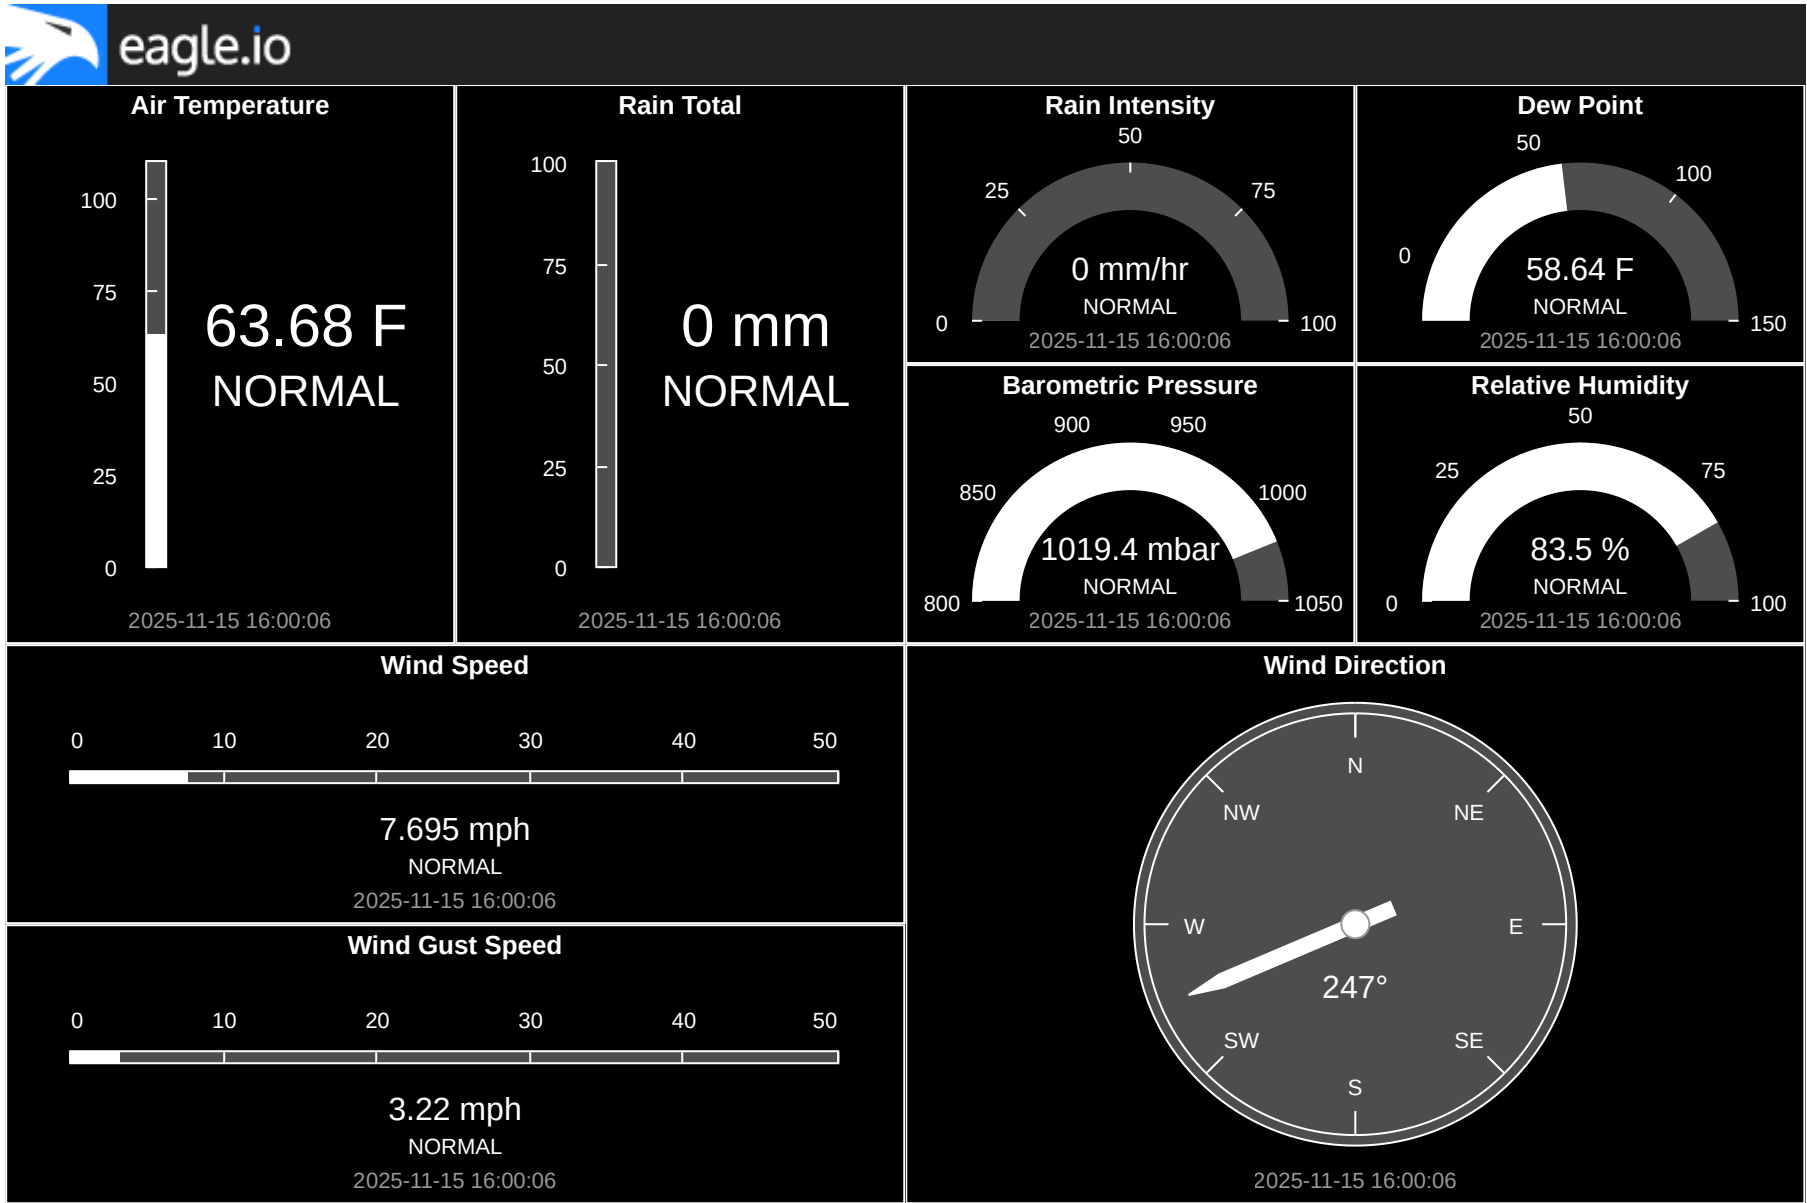 eagle.io
Air Temperature
100
75
50
25
0
63.68 F
NORMAL
2025-11-15 16:00:06
Rain Total
100
75
50
25
0
0 mm
NORMAL
2025-11-15 16:00:06
Rain Intensity
0
25
50
75
100
0 mm/hr
NORMAL
2025-11-15 16:00:06
Dew Point
0
50
100
150
58.64 F
NORMAL
2025-11-15 16:00:06
Barometric Pressure
800
850
900
950
1000
1050
1019.4 mbar
NORMAL
2025-11-15 16:00:06
Relative Humidity
0
25
50
75
100
83.5 %
NORMAL
2025-11-15 16:00:06
Wind Speed
0 10 20 30 40 50
7.695 mph
NORMAL
2025-11-15 16:00:06
Wind Gust Speed
0 10 20 30 40 50
3.22 mph
NORMAL
2025-11-15 16:00:06
Wind Direction
N
NW NE
W E
247°
SW SE
S
2025-11-15 16:00:06